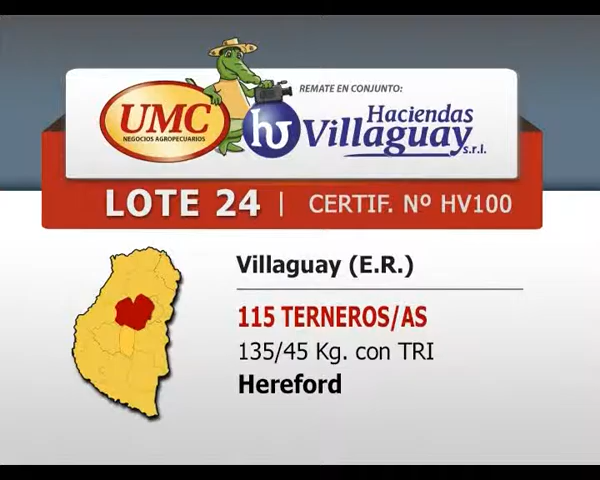 REMATE EN CONJUNTO:
UMC
NEGOCIOS AGROPECUARIOS
hv
Haciendas
Villaguay
s.r.l.
LOTE 24 | CERTIF. Nº HV100
Villaguay (E.R.)
115 TERNEROS/AS
135/45 Kg. con TRI
Hereford